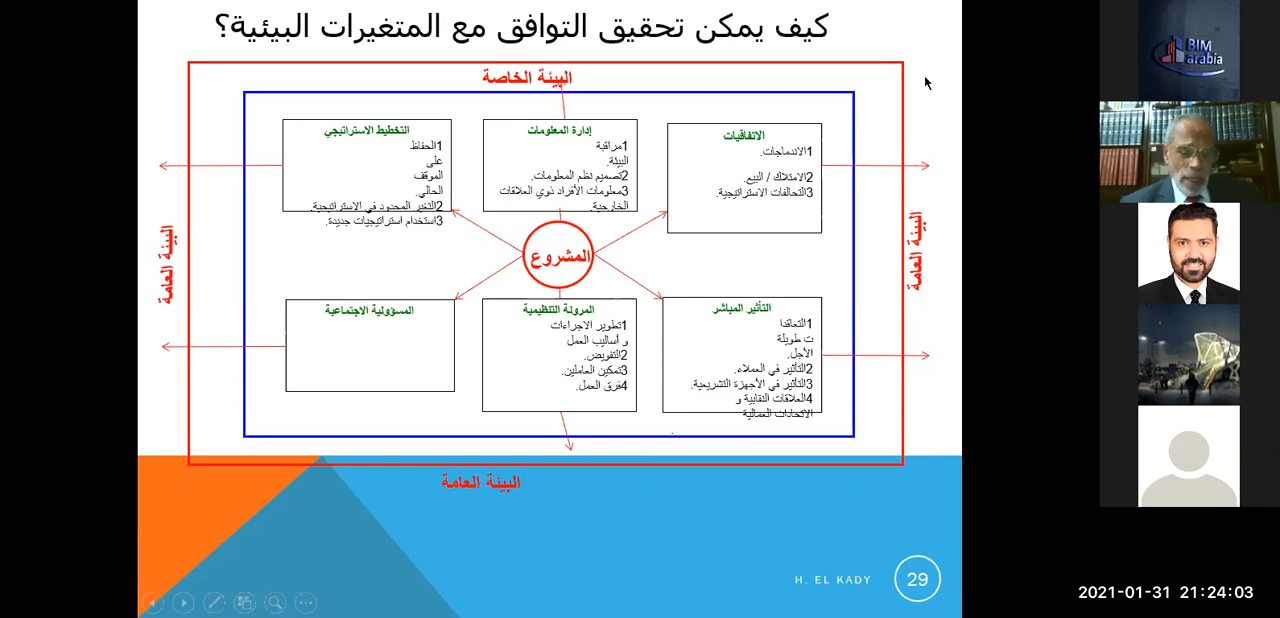 كيف يمكن تحقيق التوافق مع المتغيرات البيئية؟
البيئة الخاصة
الاتفاقيات
1الاندماجات.
2الامتلاك / البيع.
3التحالفات الاستراتيجية.
إدارة المعلومات
1مراقبة
البيئة.
2تصميم نظم المعلومات.
3معلومات الأفراد ذوي العلاقات
الخارجية.
التخطيط الاستراتيجي
1الحفاظ
على
الموقف
الحالي.
2التغير المحدود في الاستراتيجية.
3استخدام استراتيجيات جديدة.
البيئة العامة
المشروع
البيئة العامة
التأثير المباشر
1التعاقدا
ت طويلة
الأجل.
2التأثير في العملاء.
3التأثير في الأجهزة التشريعية.
4العلاقات النقابية و
الاتحادات العمالية
المرونة التنظيمية
1تطوير الاجراءات
و أساليب العمل
2التفويض.
3تمكين العاملين.
4فرق العمل.
المسؤولية الاجتماعية
البيئة العامة
H. EL KADY
29
BIM
arabia
2021-01-31 21:24:03